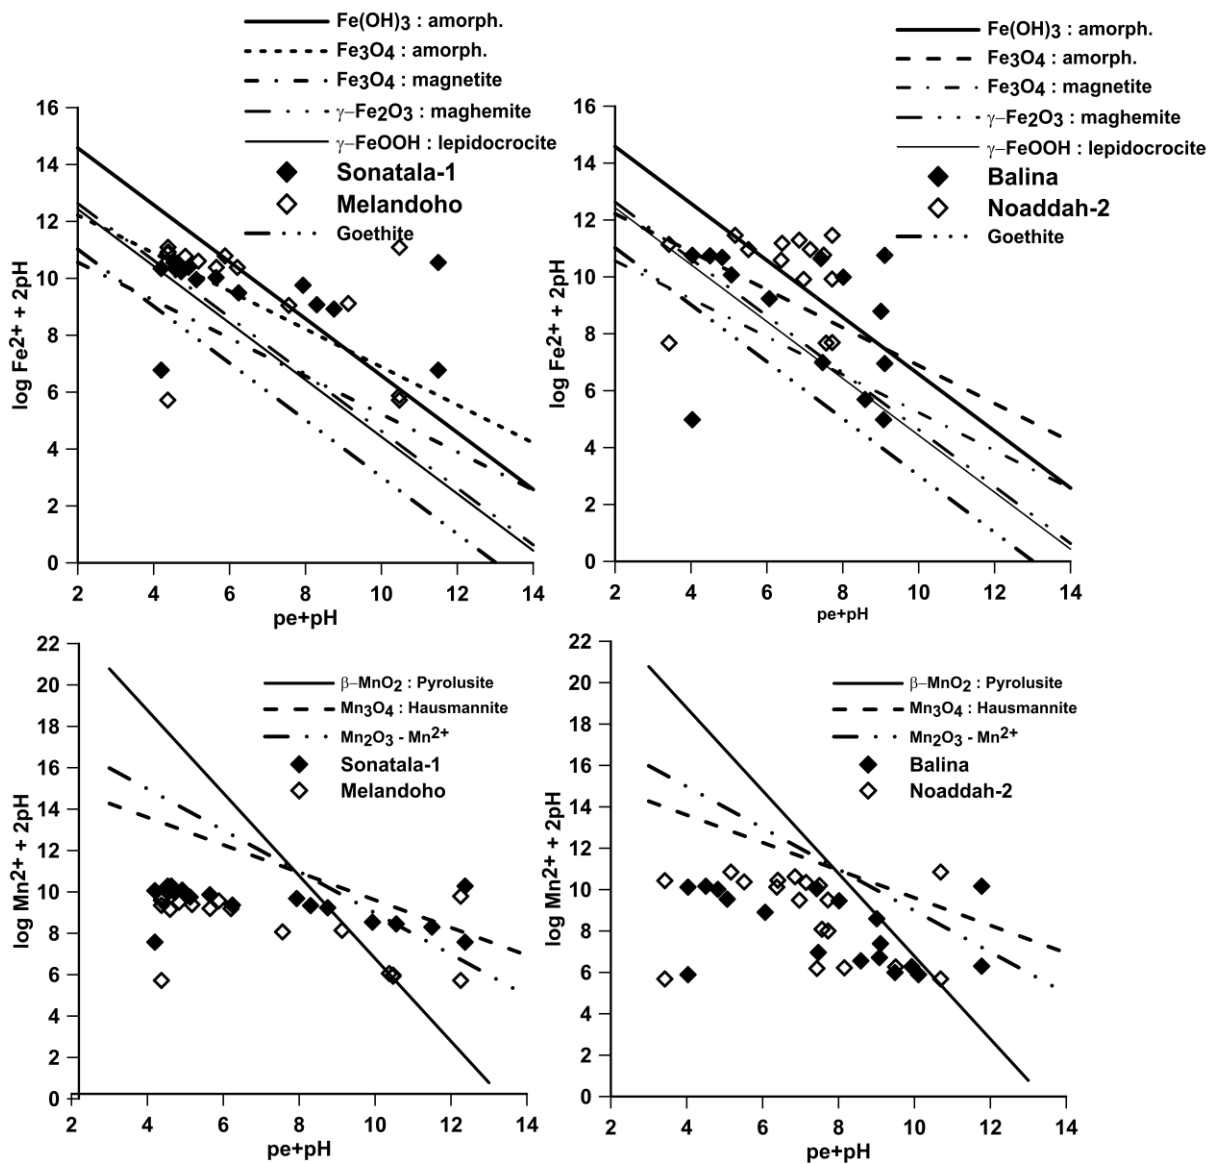 Fe(OH)3 : amorph.
Fe3O4 : amorph.
Fe3O4 : magnetite
γ–Fe2O3 : maghemite
γ–FeOOH : lepidocrocite
Sonatala-1
Melandoho
Goethite
16
14
12
10
8
6
4
2
0
log Fe2+ + 2pH
2 4 6 8 10 12 14
pe+pH
Fe(OH)3 : amorph.
Fe3O4 : amorph.
Fe3O4 : magnetite
γ–Fe2O3 : maghemite
γ–FeOOH : lepidocrocite
Balina
Noaddah-2
Goethite
16
14
12
10
8
6
4
2
0
log Fe2+ + 2pH
2 4 6 8 10 12 14
pe+pH
β–MnO2 : Pyrolusite
Mn3O4 : Hausmannite
Mn2O3 - Mn2+
Sonatala-1
Melandoho
22
20
18
16
14
12
10
8
6
4
2
0
log Mn2+ + 2pH
2 4 6 8 10 12 14
pe+pH
β–MnO2 : Pyrolusite
Mn3O4 : Hausmannite
Mn2O3 - Mn2+
Balina
Noaddah-2
22
20
18
16
14
12
10
8
6
4
2
0
log Mn2+ + 2pH
2 4 6 8 10 12 14
pe+pH